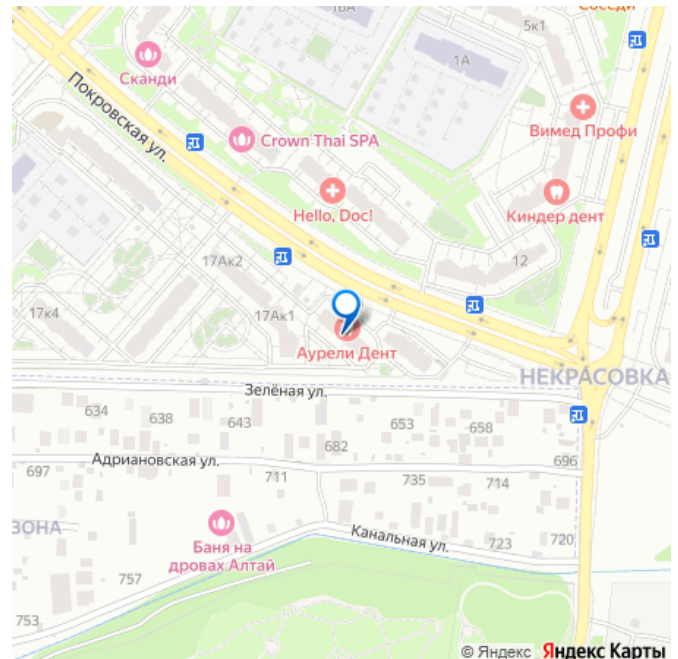 Соседи
16А
5к1
1А
Сканди
Покровская ул.
Вимед Профи
Crown Thai SPA
Hello, Doc!
Киндер дент
17Ак2
12
17к4
17Ак1
Аурели Дент
НЕКРАСОВКА
Зелёная ул.
634
638
643
653
658
682
Адриановская ул.
696
697
711
735
714
ЗОНА
Канальная ул.
723
720
Баня на
дровах Алтай
757
753
© Яндекс Яндекс Карты